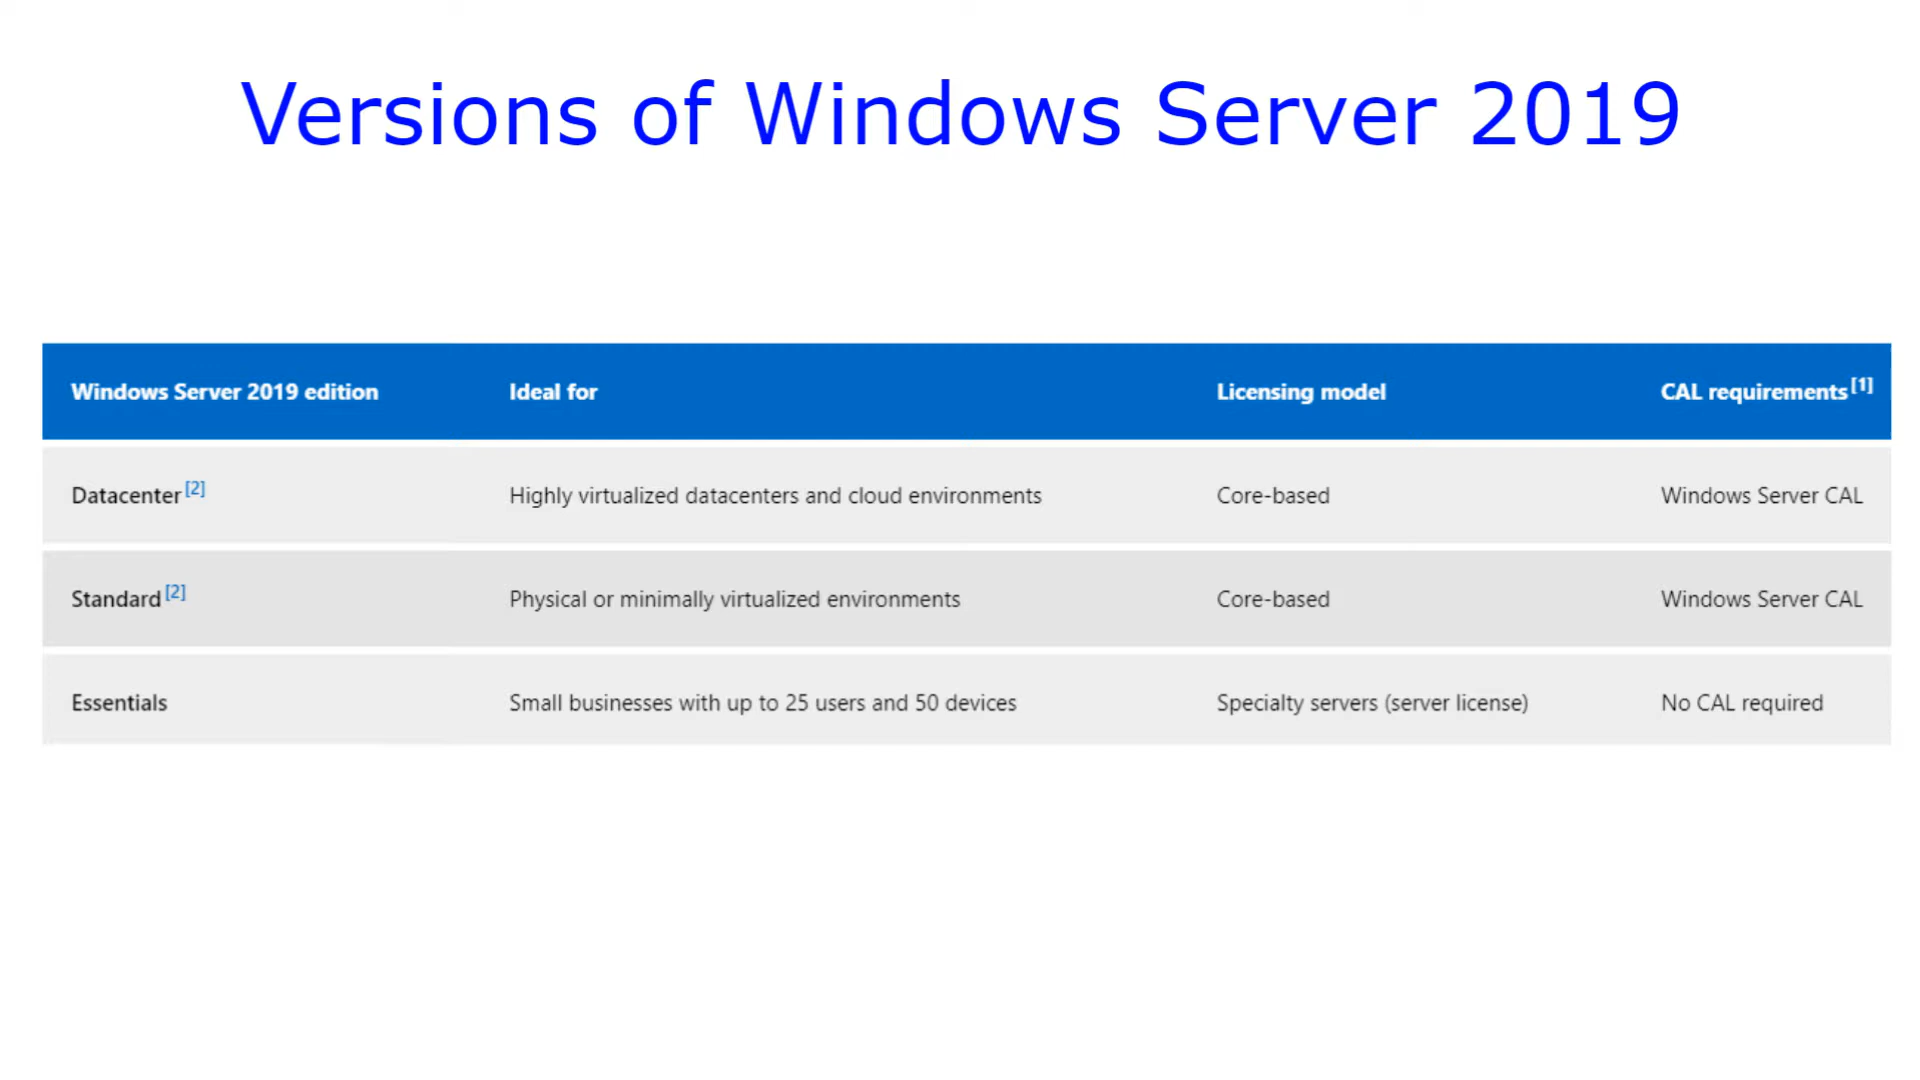 Versions of Windows Server 2019
Windows Server 2019 edition Ideal for Licensing model CAL requirements[1]
Datacenter[2] Highly virtualized datacenters and cloud environments Core-based Windows Server CAL
Standard[2] Physical or minimally virtualized environments Core-based Windows Server CAL
Essentials Small businesses with up to 25 users and 50 devices Specialty servers (server license) No CAL required